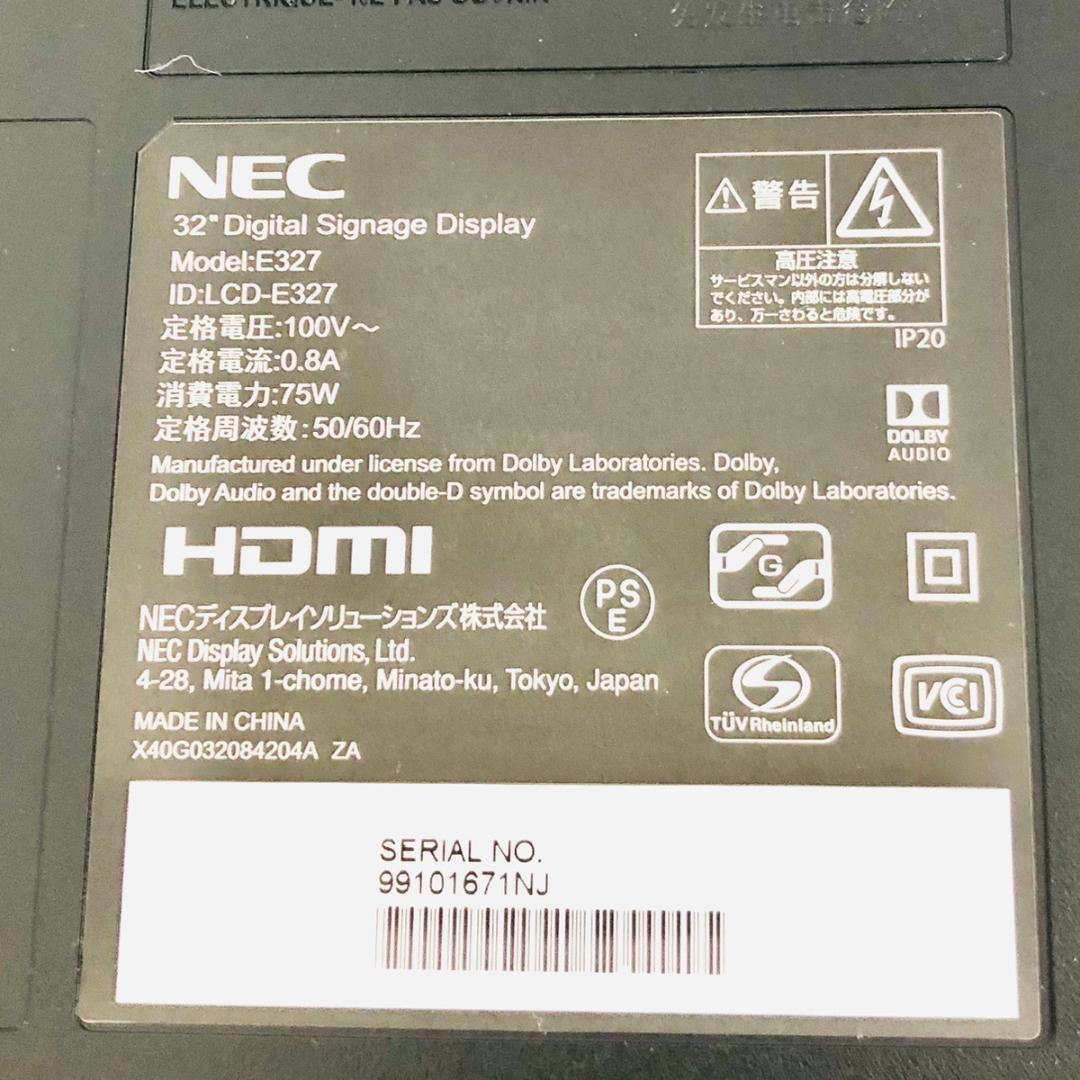 NEC
32" Digital Signage Display
Model:E327
ID:LCD-E327
定格電圧:100V～
定格電流:0.8A
消費電力:75W
定格周波数:50/60Hz
警告
高圧注意
サービスマン以外の方は分解しない
でください。内部には高電圧部分が
あり、万一さわると危険です。
IP20
DOLBY
AUDIO
Manufactured under license from Dolby Laboratories. Dolby,
Dolby Audio and the double-D symbol are trademarks of Dolby Laboratories.
HDMI
PS
E
G
NECディスプレイソリューションズ株式会社
NEC Display Solutions, Ltd.
4-28, Mita 1-chome, Minato-ku, Tokyo, Japan
TÜVRheinland
VCCI
MADE IN CHINA
X40G032084204A ZA
SERIAL NO.
99101671NJ